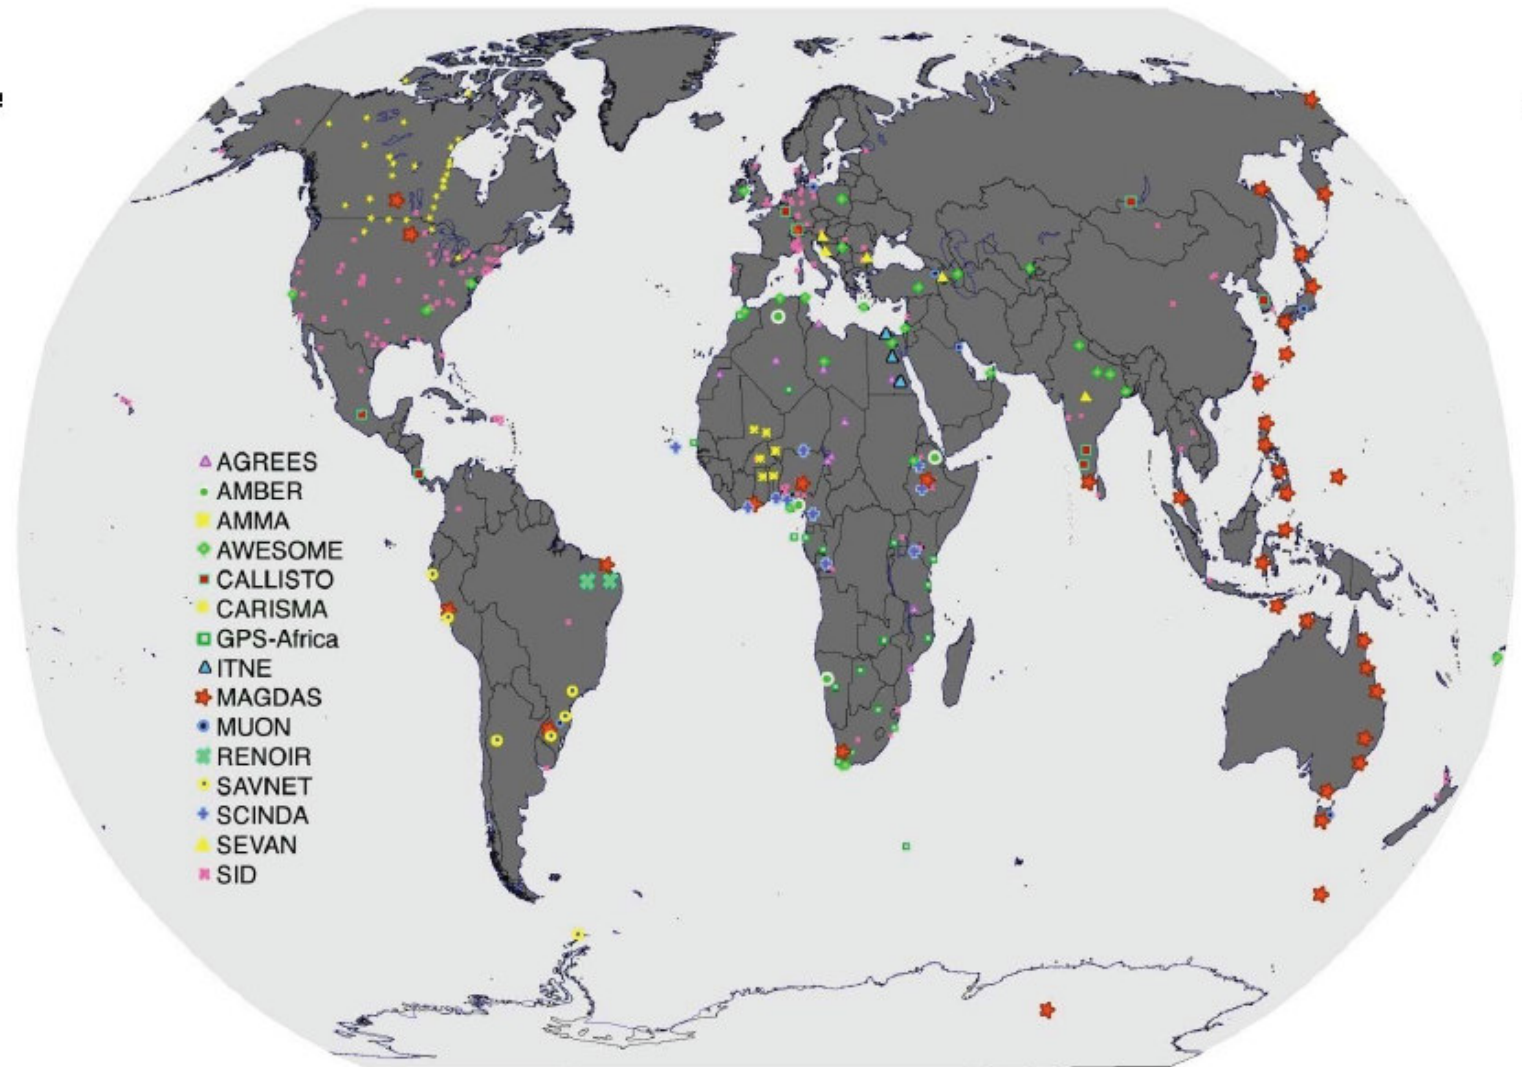 AGREES
AMBER
AMMA
AWESOME
CALLISTO
CARISMA
GPS-Africa
ITNE
MAGDAS
MUON
RENOIR
SAVNET
SCINDA
SEVAN
SID